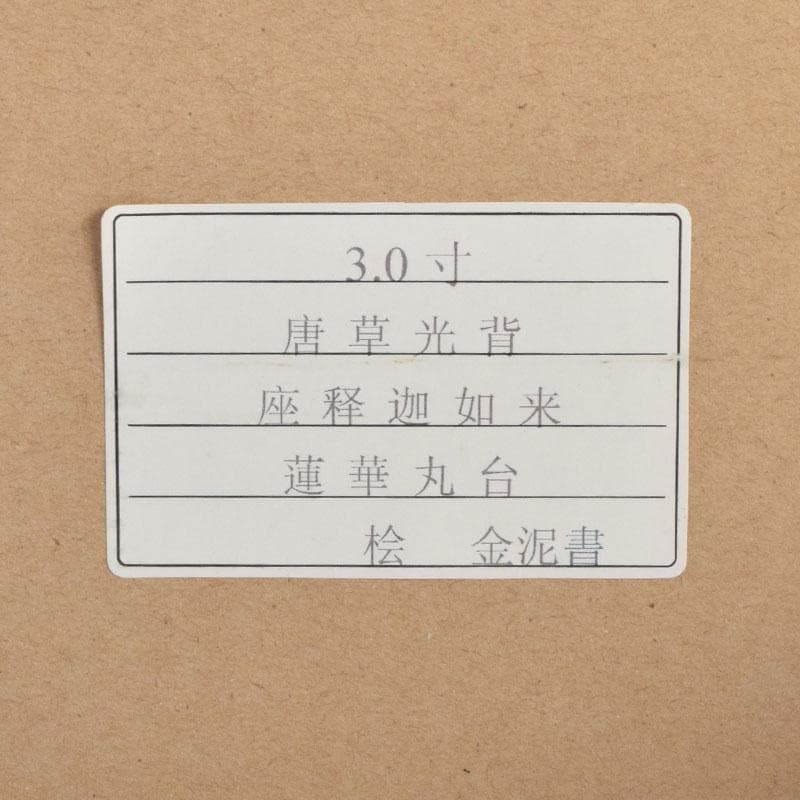 3.0 寸
唐草光背
座釈迦如来
蓮華丸台
桧 金泥書